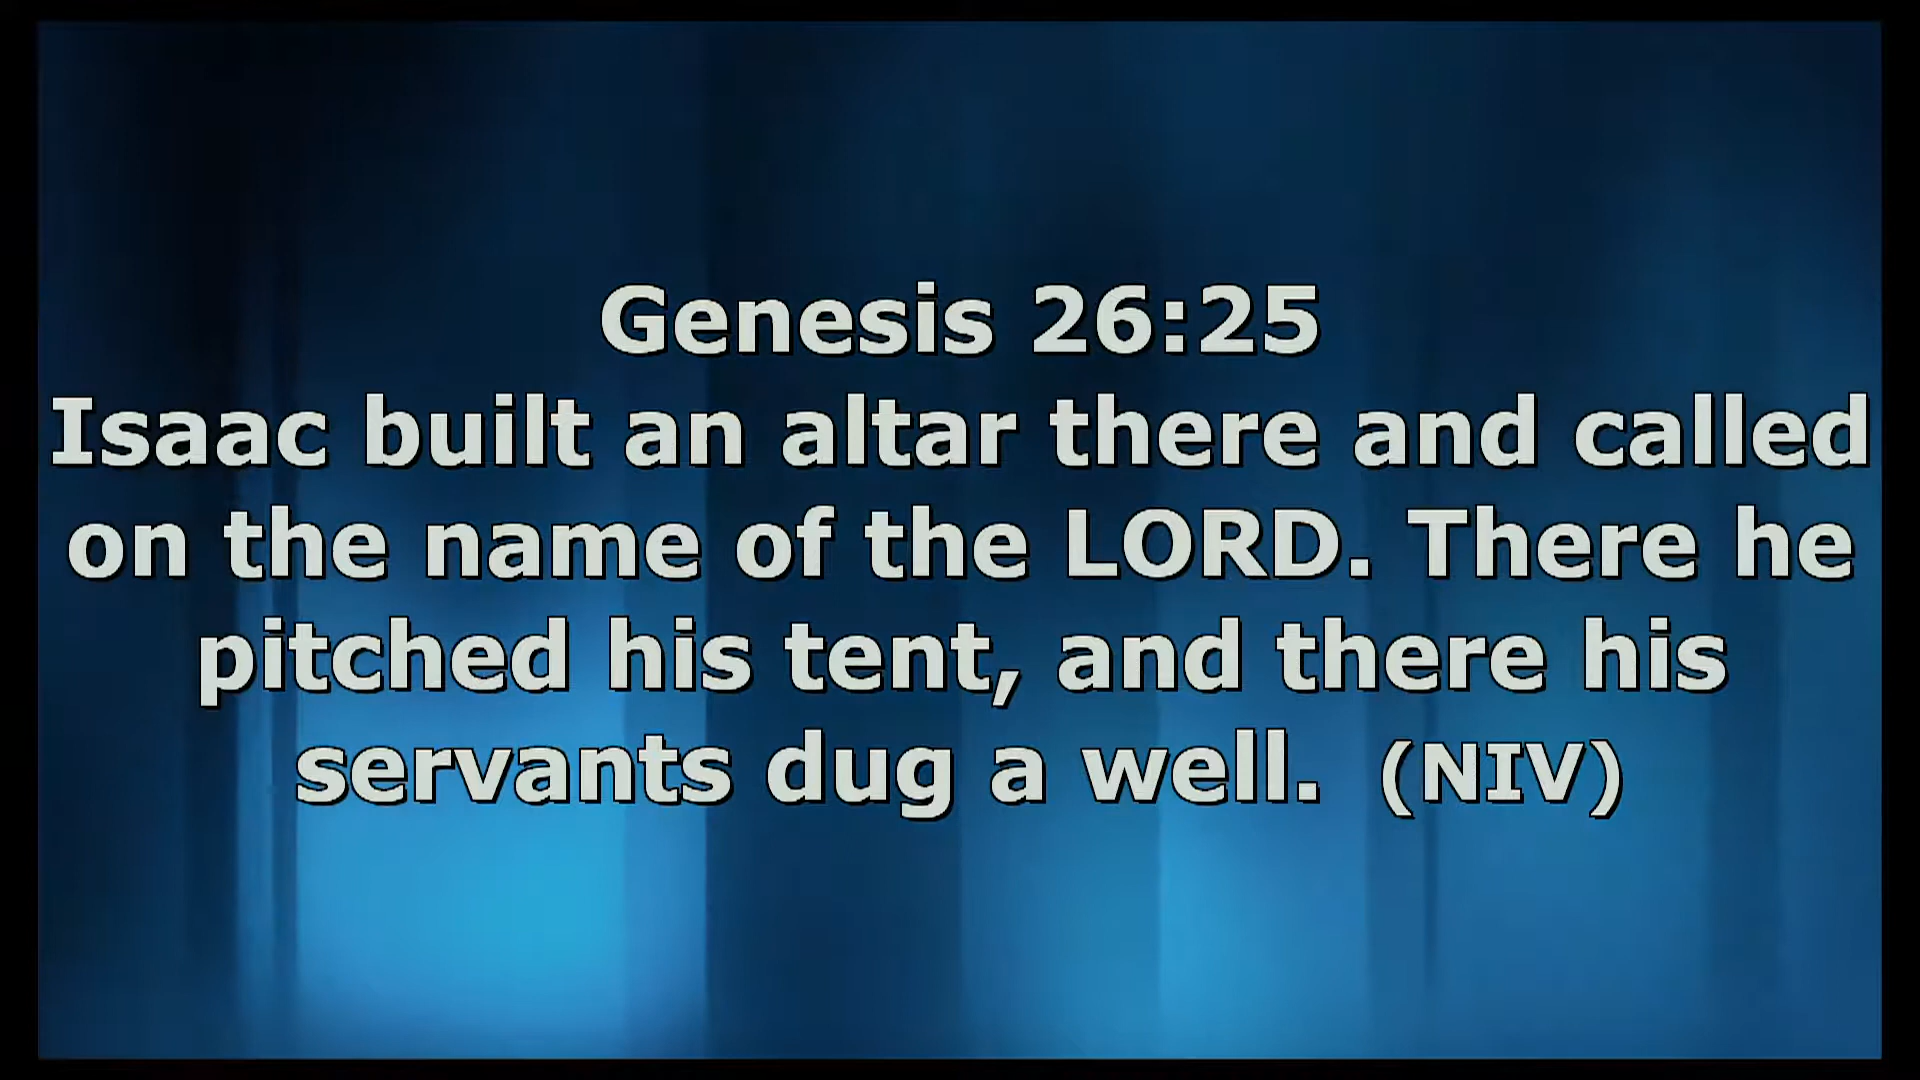 Genesis 26:25
Isaac built an altar there and called
on the name of the LORD. There he
pitched his tent, and there his
servants dug a well. (NIV)